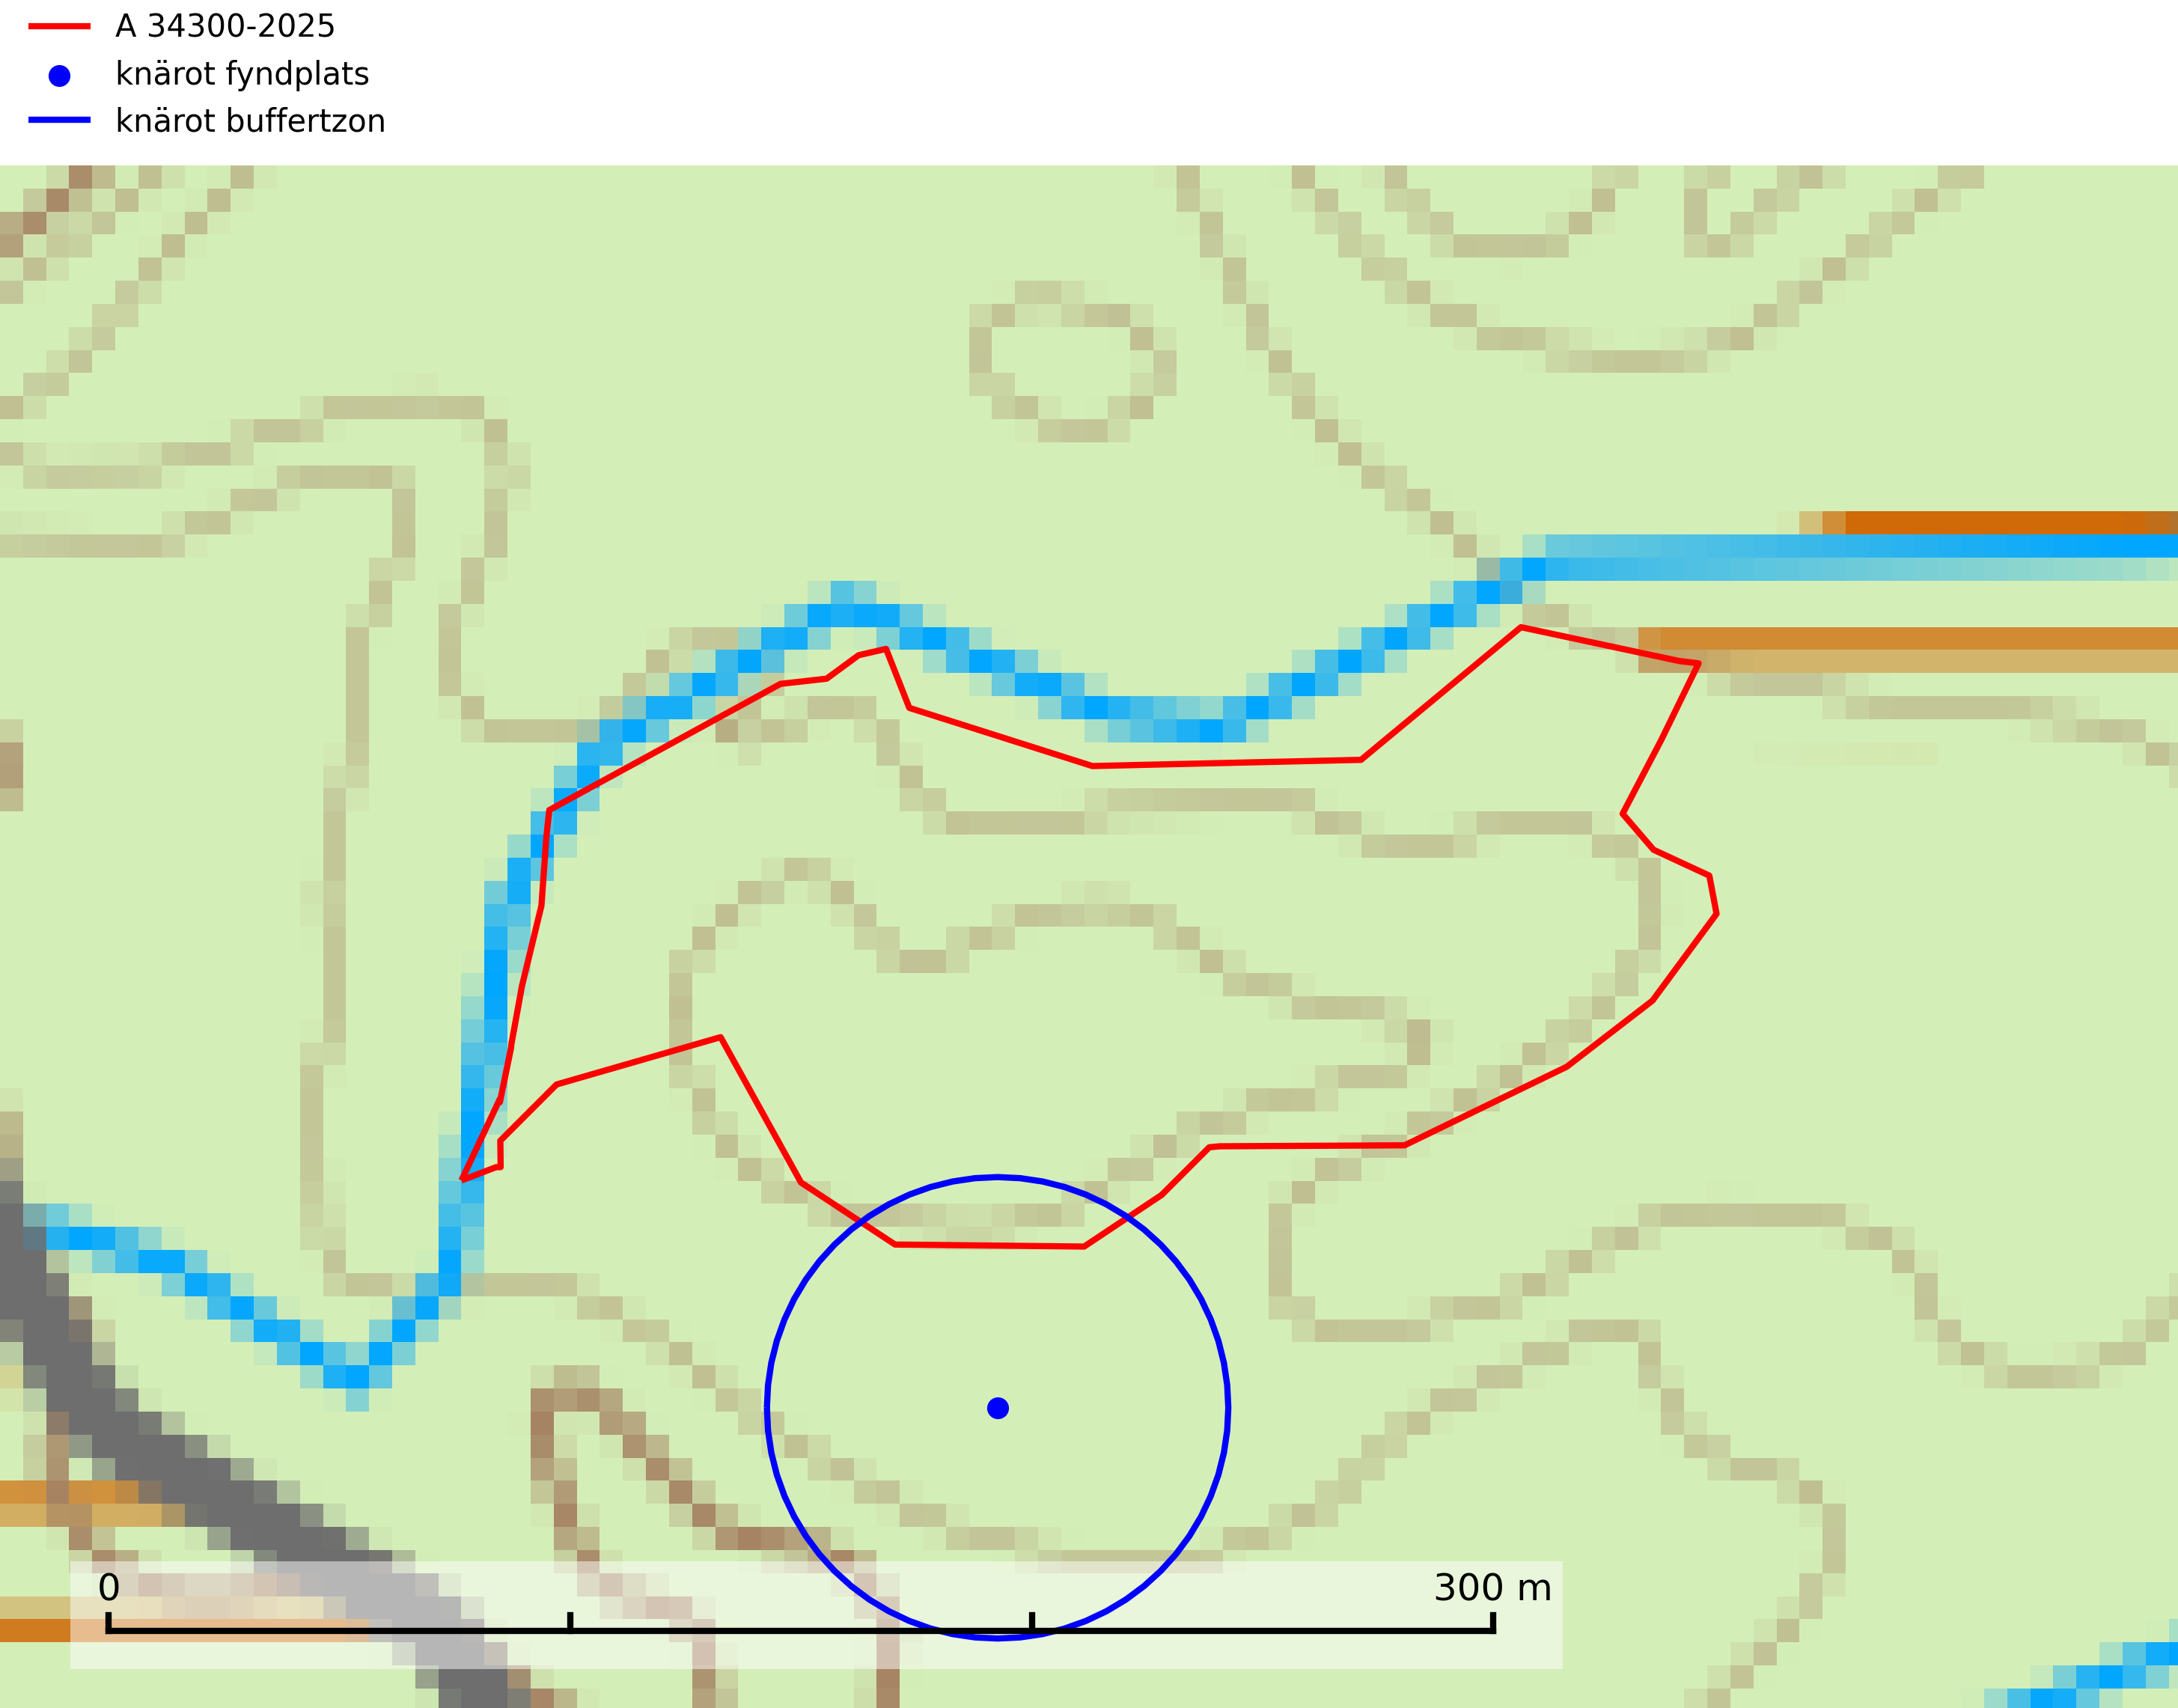 A 34300-2025
knärot fyndplats
knärot buffertzon
0 300 m